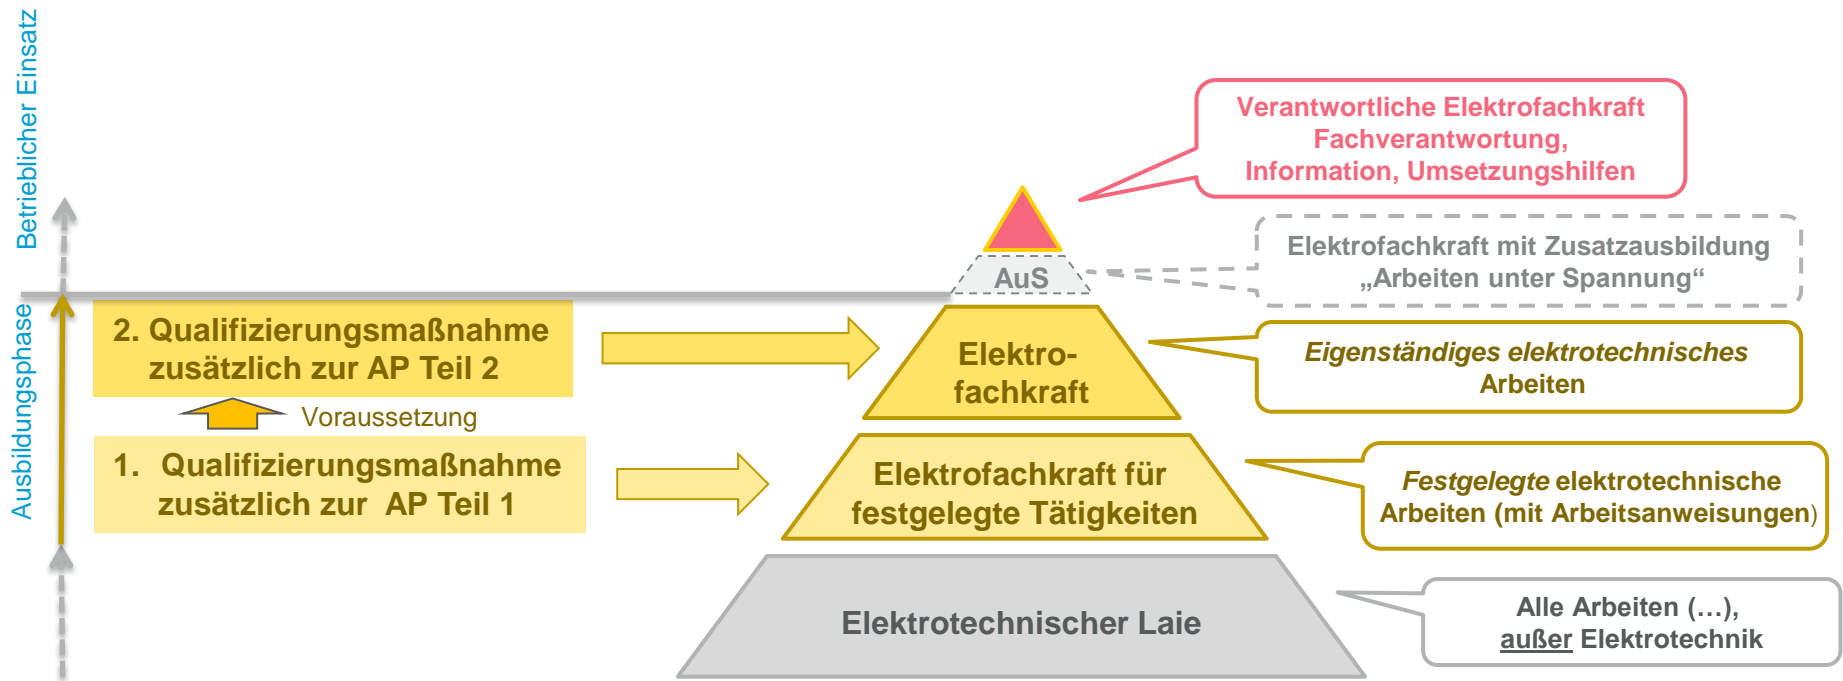 Betrieblicher Einsatz
Ausbildungsphase
Verantwortliche Elektrofachkraft
Fachverantwortung,
Information, Umsetzungshilfen
AuS
Elektrofachkraft mit Zusatzausbildung
„Arbeiten unter Spannung“
2. Qualifizierungsmaßnahme
zusätzlich zur AP Teil 2
Elektro-
fachkraft
Eigenständiges elektrotechnisches
Arbeiten
Voraussetzung
1. Qualifizierungsmaßnahme
zusätzlich zur AP Teil 1
Elektrofachkraft für
festgelegte Tätigkeiten
Festgelegte elektrotechnische
Arbeiten (mit Arbeitsanweisungen)
Elektrotechnischer Laie
Alle Arbeiten (…),
außer Elektrotechnik